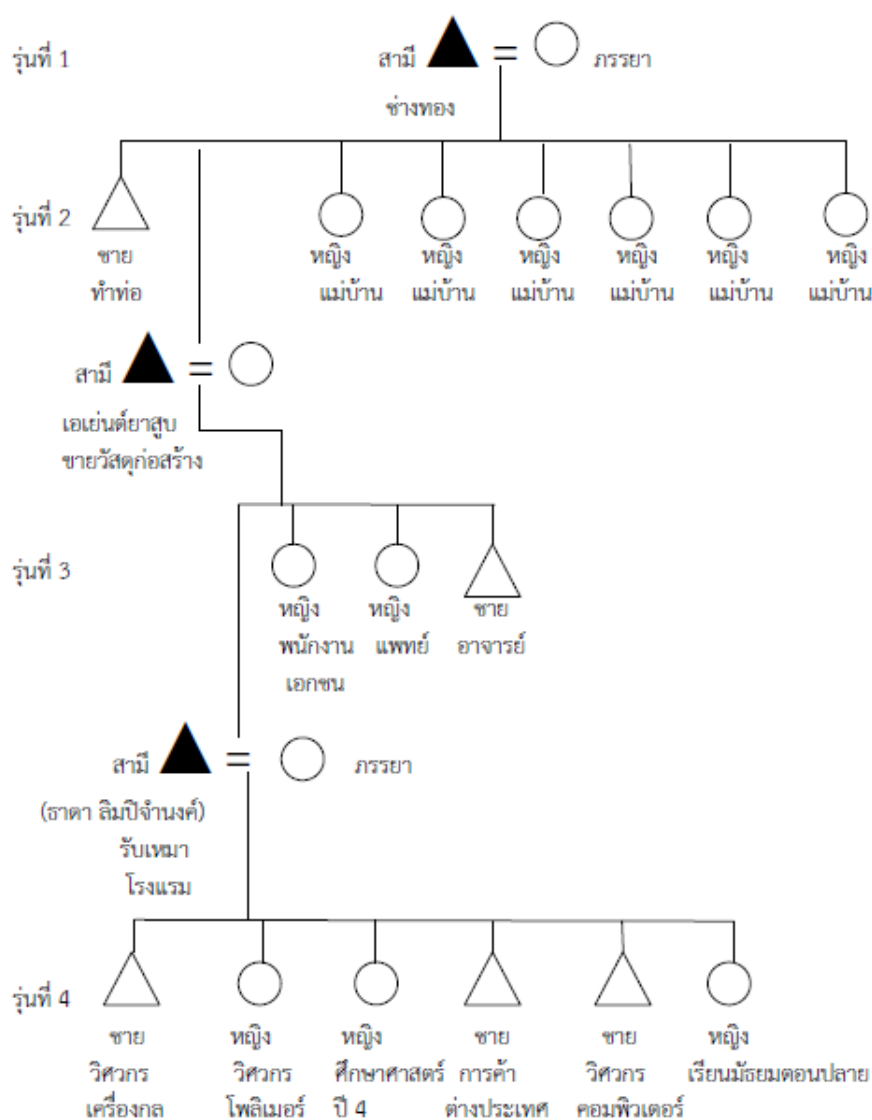 รุ่นที่ 1
สามี = ภรรยา
ช่างทอง
รุ่นที่ 2
ชาย หญิง หญิง หญิง หญิง หญิง หญิง
ทำท่อ แม่บ้าน แม่บ้าน แม่บ้าน แม่บ้าน แม่บ้าน แม่บ้าน
สามี =
เอเย่นต์ยาสูบ
ขายวัสดุก่อสร้าง
รุ่นที่ 3
หญิง หญิง ชาย
พนักงาน แพทย์ อาจารย์
เอกชน
สามี = ภรรยา
(ธาดา ลิมปิจำนงค์)
รับเหมา
โรงแรม
รุ่นที่ 4
ชาย หญิง หญิง ชาย ชาย หญิง
วิศวกร วิศวกร ศึกษาศาสตร์ การค้า วิศวกร เรียนมัธยมตอนปลาย
เครื่องกล โพลิเมอร์ ปี 4 ต่างประเทศ คอมพิวเตอร์